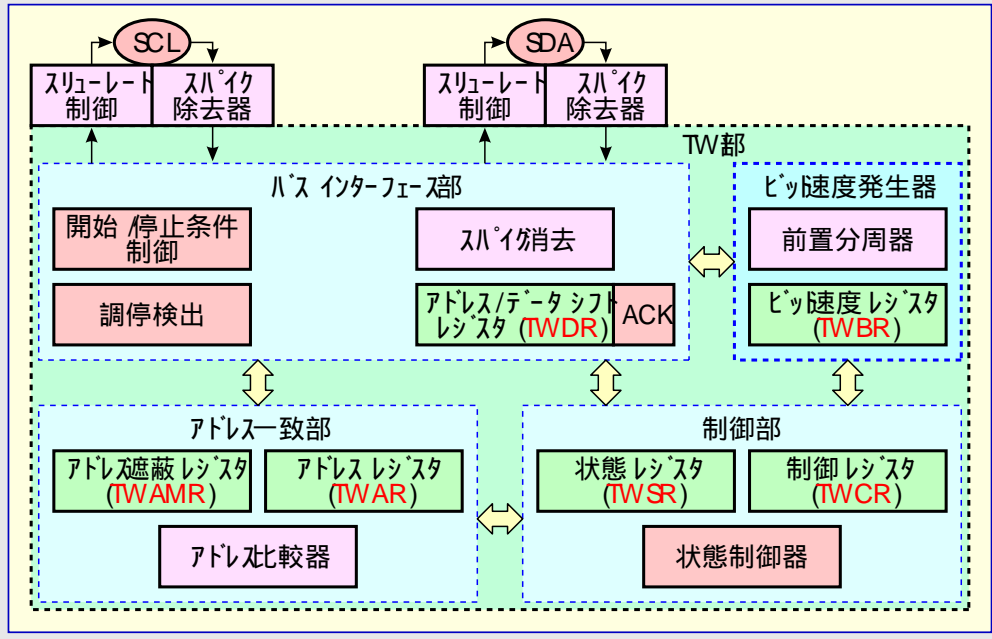 SCL
SDA
スリューレート
制御
スパイク
除去器
スリューレート
制御
スパイク
除去器
TWI部
バス インターフェース部
ビット速度発生器
開始/停止条件
制御
スパイク消去
前置分周器
調停検出
アドレス/データ シフト
レジスタ (TWDR)
ACK
ビット速度 レジスタ
(TWBR)
アドレス一致部
制御部
アドレス遮蔽 レジスタ
(TWAMR)
アドレス レジスタ
(TWAR)
状態 レジスタ
(TWSR)
制御 レジスタ
(TWCR)
アドレス比較器
状態制御器